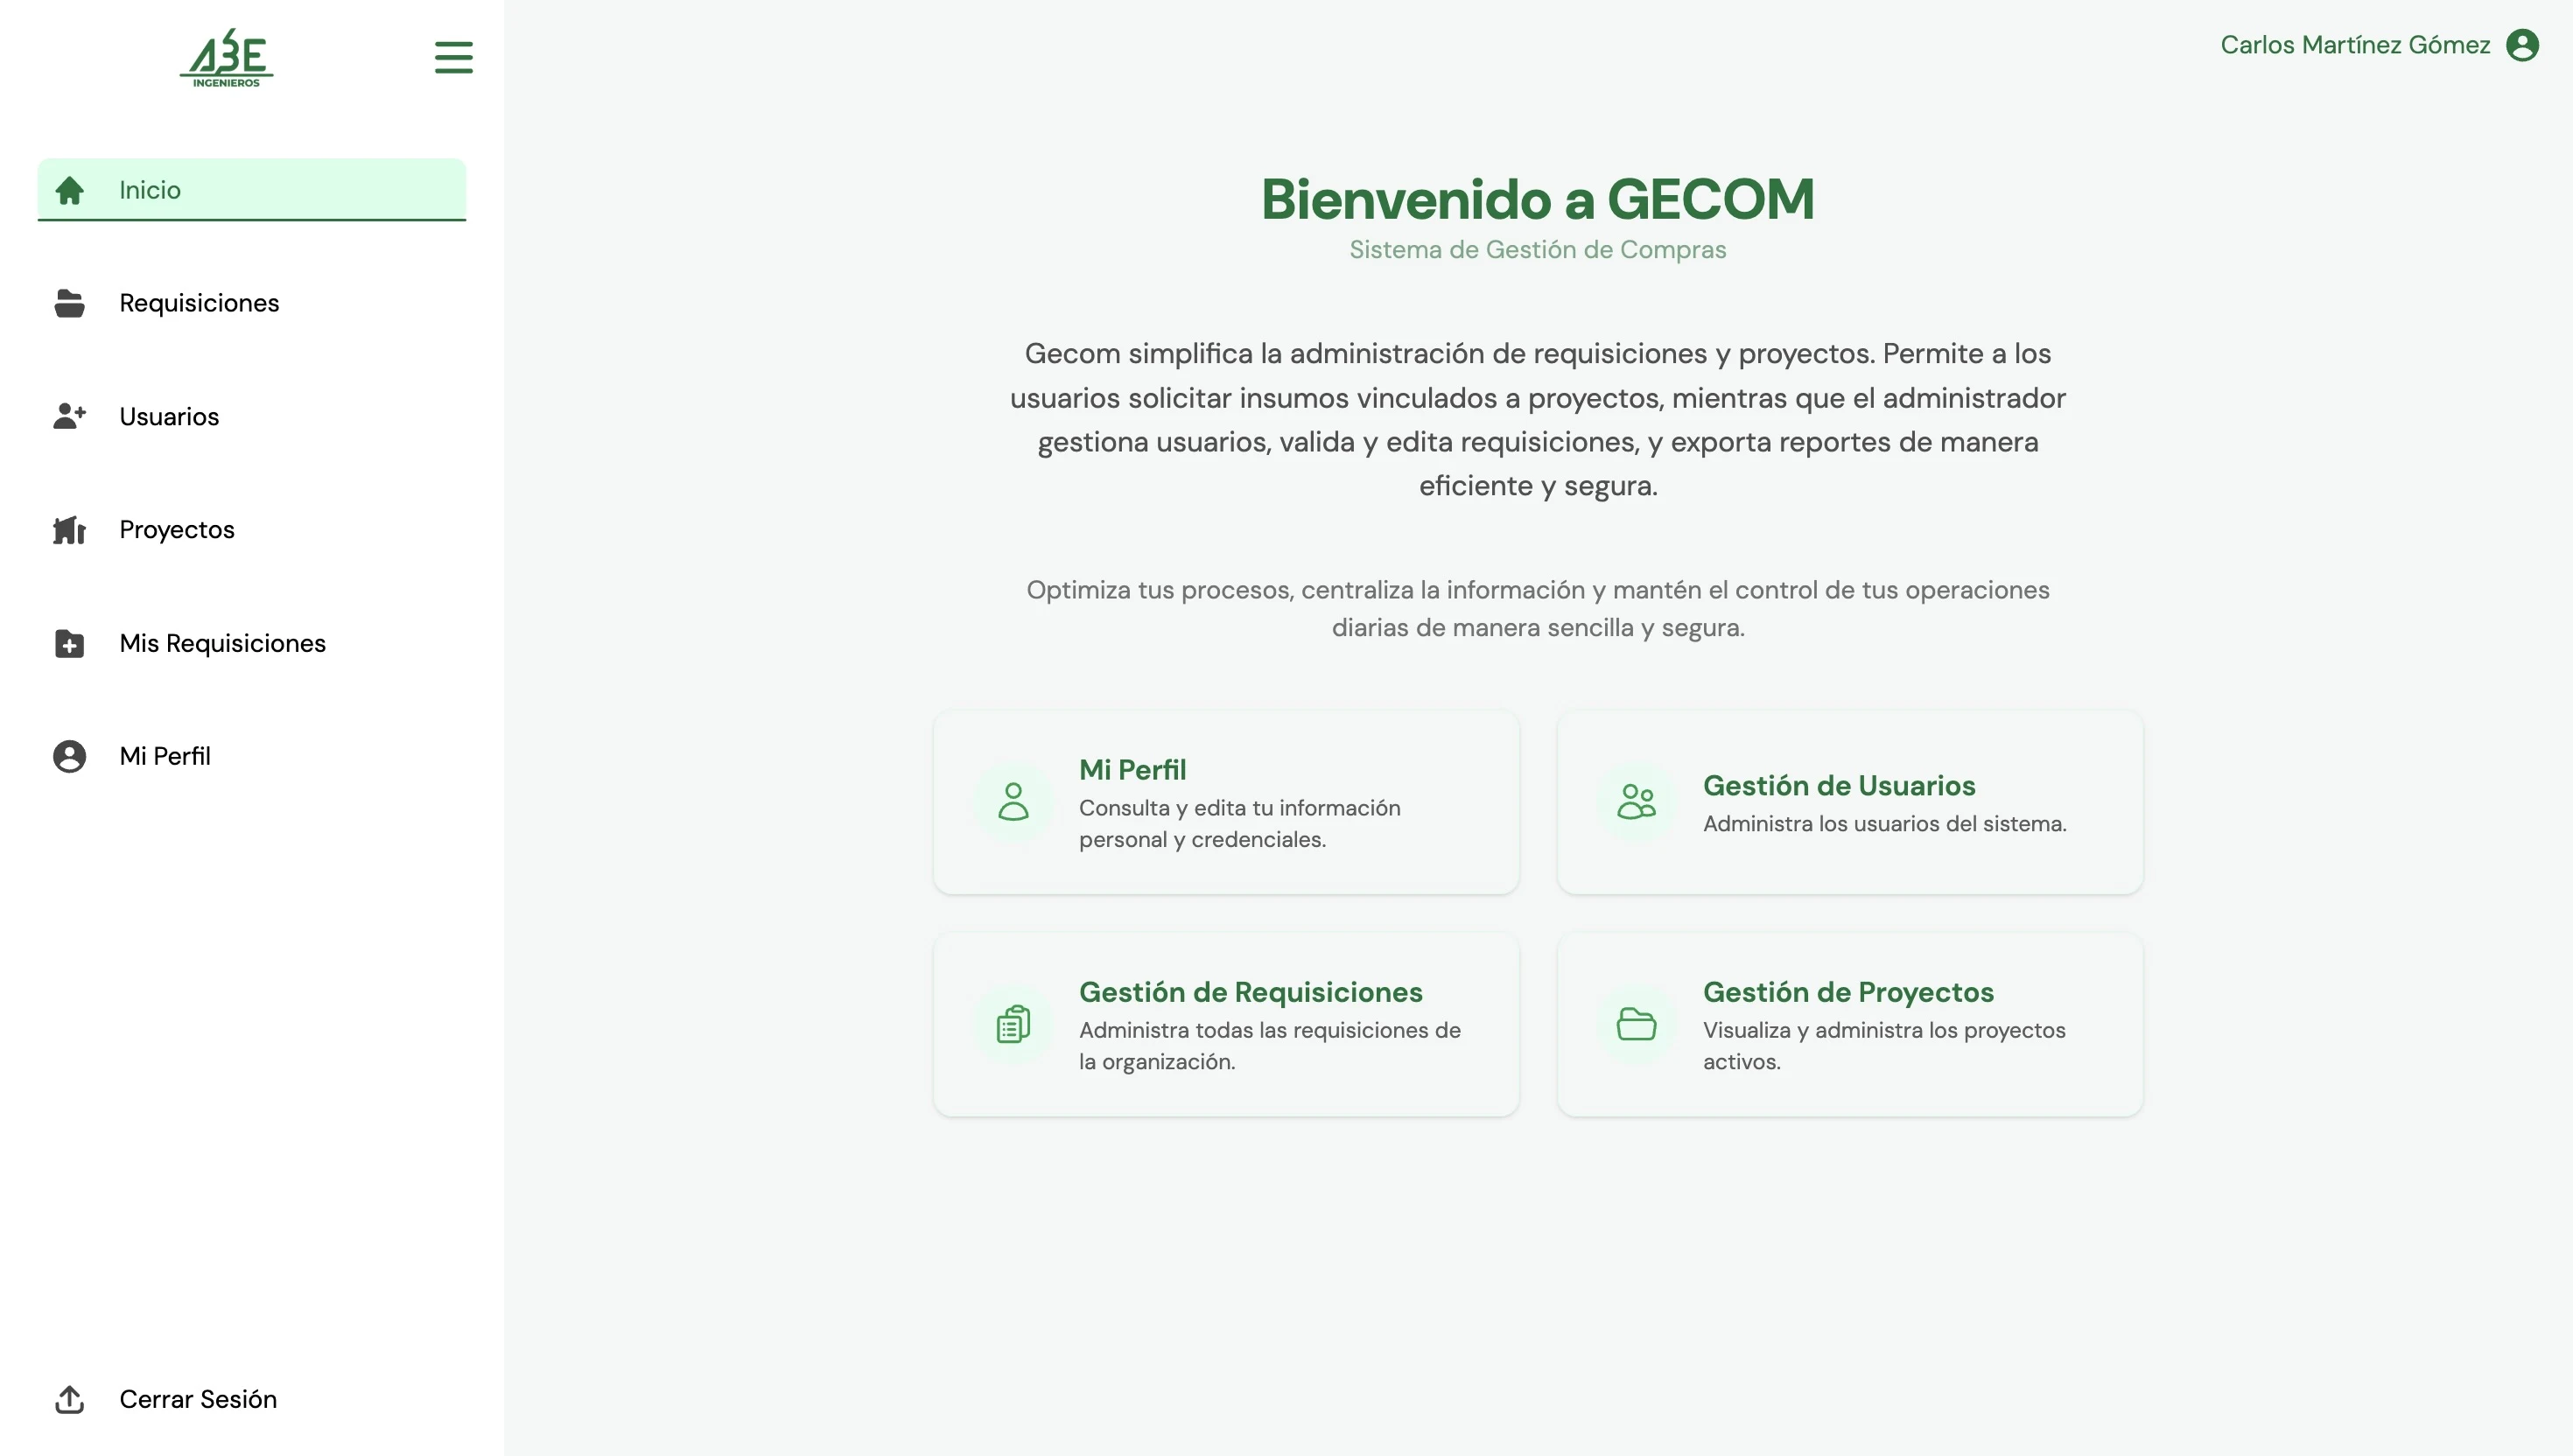 ABE
INGENIEROS
Carlos Martínez Gómez
Inicio
Requisiciones
Usuarios
Proyectos
Mis Requisiciones
Mi Perfil
Cerrar Sesión
Bienvenido a GECOM
Sistema de Gestión de Compras
Gecom simplifica la administración de requisiciones y proyectos. Permite a los
usuarios solicitar insumos vinculados a proyectos, mientras que el administrador
gestiona usuarios, valida y edita requisiciones, y exporta reportes de manera
eficiente y segura.
Optimiza tus procesos, centraliza la información y mantén el control de tus operaciones
diarias de manera sencilla y segura.
Mi Perfil
Consulta y edita tu información
personal y credenciales.
Gestión de Usuarios
Administra los usuarios del sistema.
Gestión de Requisiciones
Administra todas las requisiciones de
la organización.
Gestión de Proyectos
Visualiza y administra los proyectos
activos.